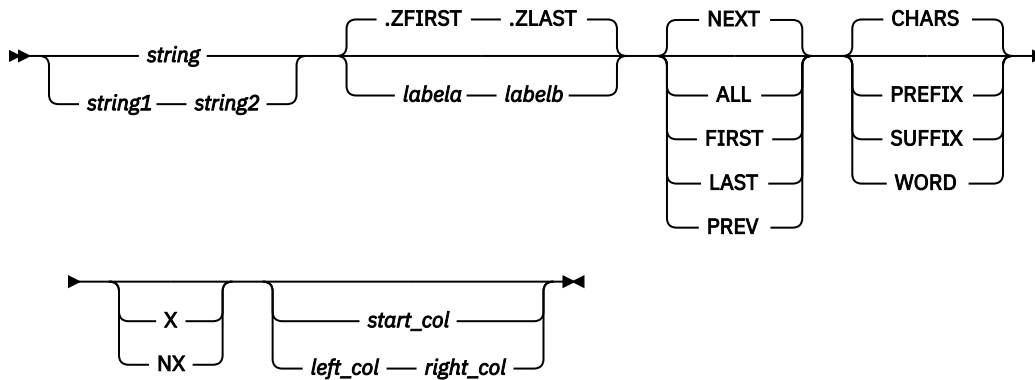 .ZFIRST .ZLAST NEXT CHARS
string
string1 string2 labela labelb ALL PREFIX
FIRST SUFFIX
LAST WORD
PREV
X start_col
NX left_col right_col